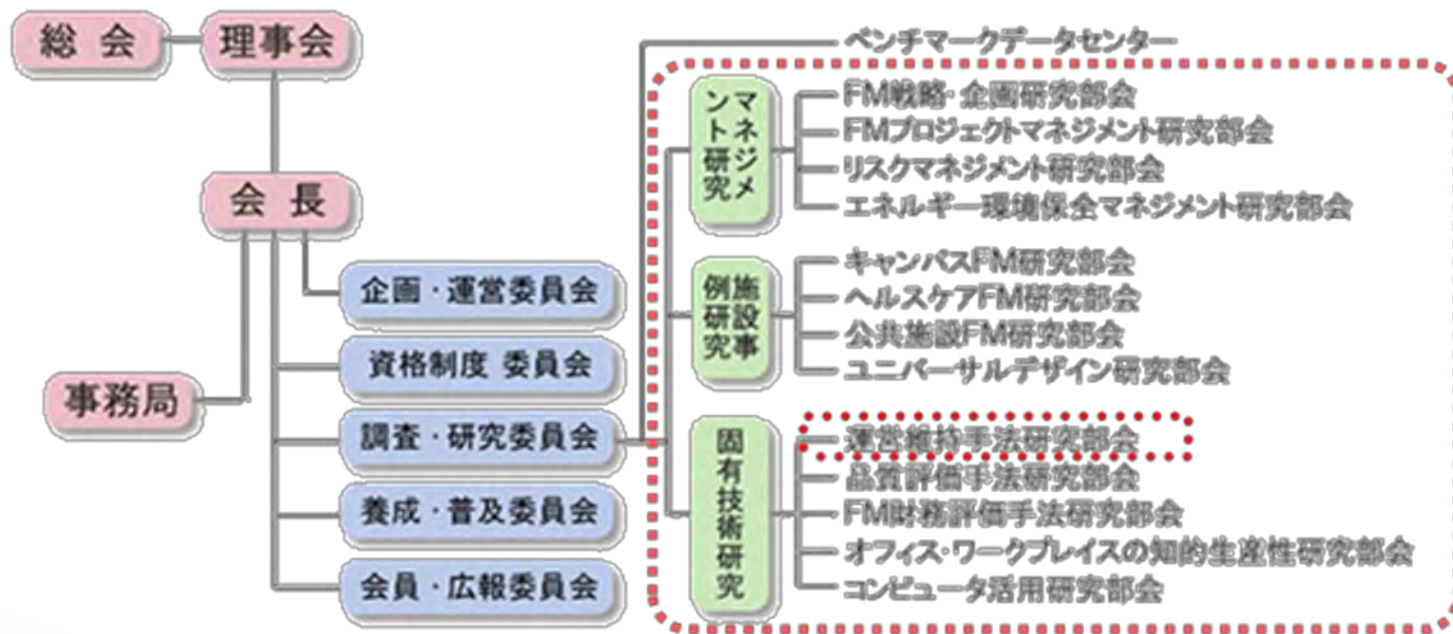 総 会
理事会
会 長
事務局
企画・運営委員会
資格制度 委員会
調査・研究委員会
養成・普及委員会
会員・広報委員会
ベンチマークデータセンター
マネジメント研究
FM戦略・企画研究部会
FMプロジェクトマネジメント研究部会
リスクマネジメント研究部会
エネルギー環境保全マネジメント研究部会
施設事例研究
キャンパスFM研究部会
ヘルスケアFM研究部会
公共施設FM研究部会
ユニバーサルデザイン研究部会
固有技術研究
運営維持手法研究部会
品質評価手法研究部会
FM財務評価手法研究部会
オフィス・ワークプレイスの知的生産性研究部会
コンピュータ活用研究部会